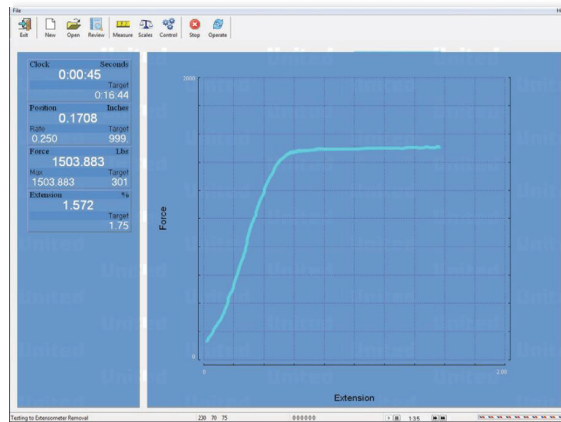 File
Exit New Open Review Measure Scales Control Stop Operate
Clock Seconds
0:00:45
Target
0:16:44
Position Inches
0.1708
Rate Target
0.250 999
Force Lbs
1503.883
Max Target
1503.883 301
Extension %
1.572
Target
1.75
Force
0
0 2.00
Extension
Testing to Extensometer Removal 230 70 75 000000 135
United